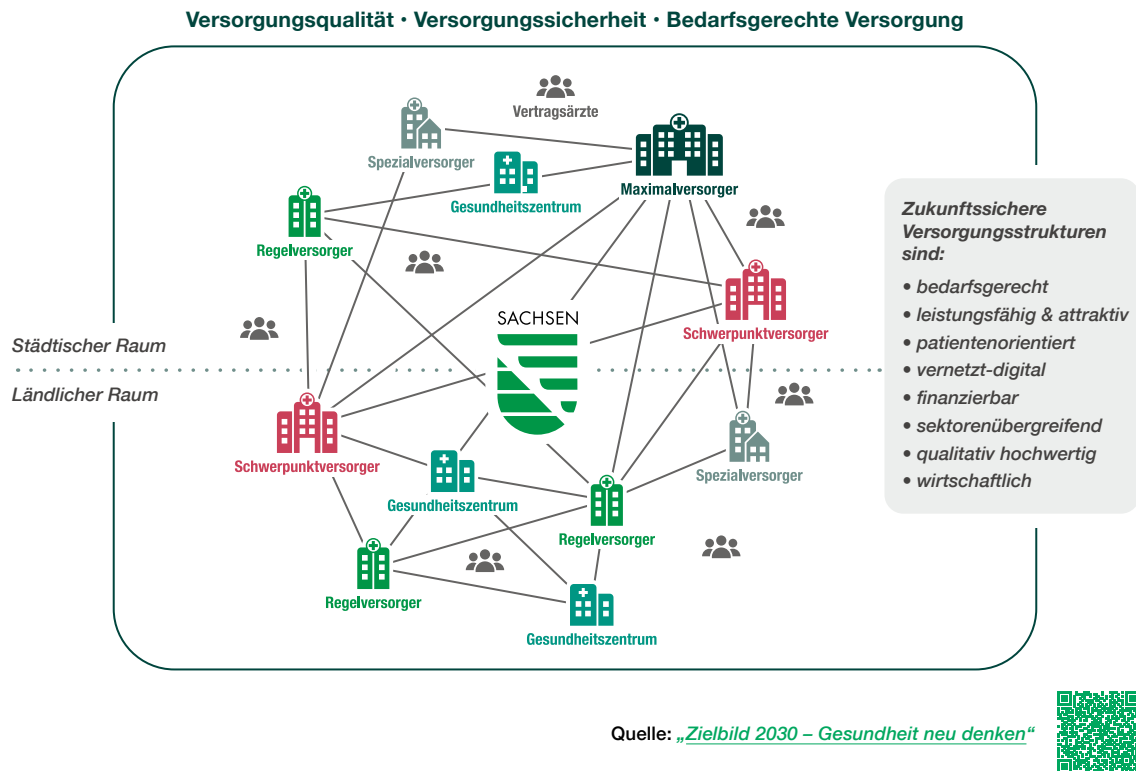 Versorgungsqualität · Versorgungssicherheit · Bedarfsgerechte Versorgung
Vertragsärzte
Spezialversorger
Maximalversorger
Gesundheitszentrum
Regelversorger
Zukunftssichere
Versorgungsstrukturen
sind:
• bedarfsgerecht
• leistungsfähig & attraktiv
• patientenorientiert
• vernetzt-digital
• finanzierbar
• sektorenübergreifend
• qualitativ hochwertig
• wirtschaftlich
SACHSEN
Schwerpunktversorger
Städtischer Raum
Ländlicher Raum
Schwerpunktversorger
Spezialversorger
Gesundheitszentrum
Regelversorger
Regelversorger
Gesundheitszentrum
Quelle: „Zielbild 2030 – Gesundheit neu denken“